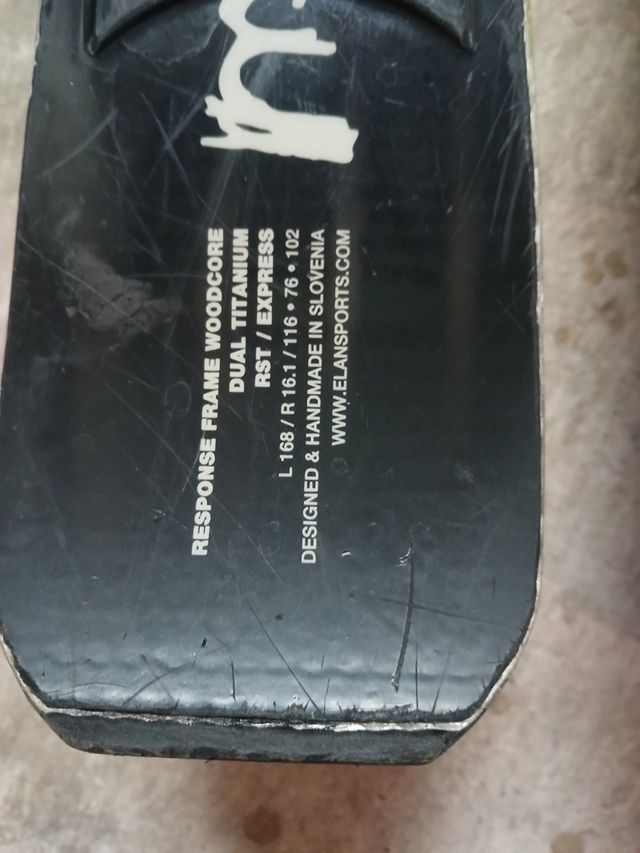 RESPONSE FRAME WOODCORE
DUAL TITANIUM
RST / EXPRESS
L 168 / R 16.1 / 116 • 76 • 102
DESIGNED & HANDMADE IN SLOVENIA
WWW.ELANSPORTS.COM